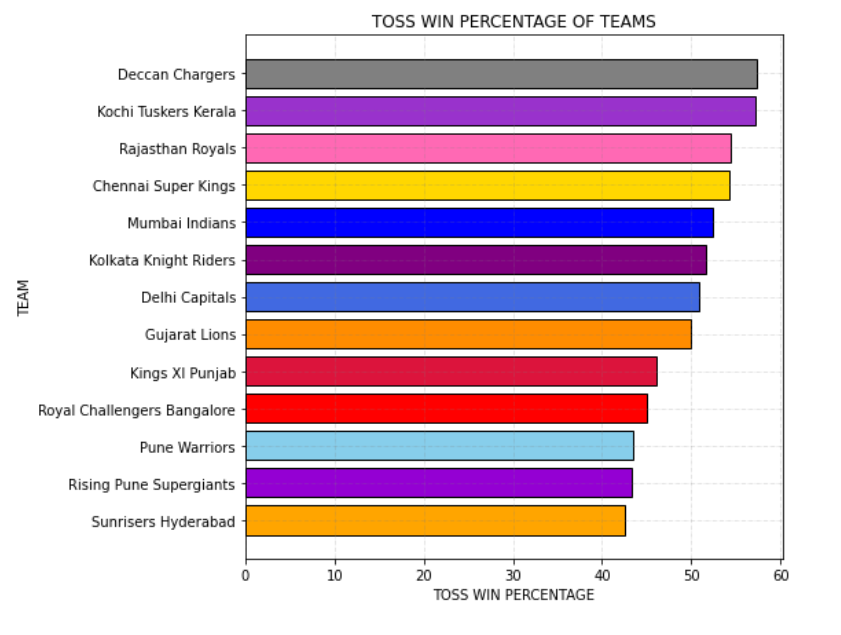 TOSS WIN PERCENTAGE OF TEAMS
Deccan Chargers
Kochi Tuskers Kerala
Rajasthan Royals
Chennai Super Kings
Mumbai Indians
Kolkata Knight Riders
Delhi Capitals
Gujarat Lions
Kings XI Punjab
Royal Challengers Bangalore
Pune Warriors
Rising Pune Supergiants
Sunrisers Hyderabad
TEAM
0 10 20 30 40 50 60
TOSS WIN PERCENTAGE